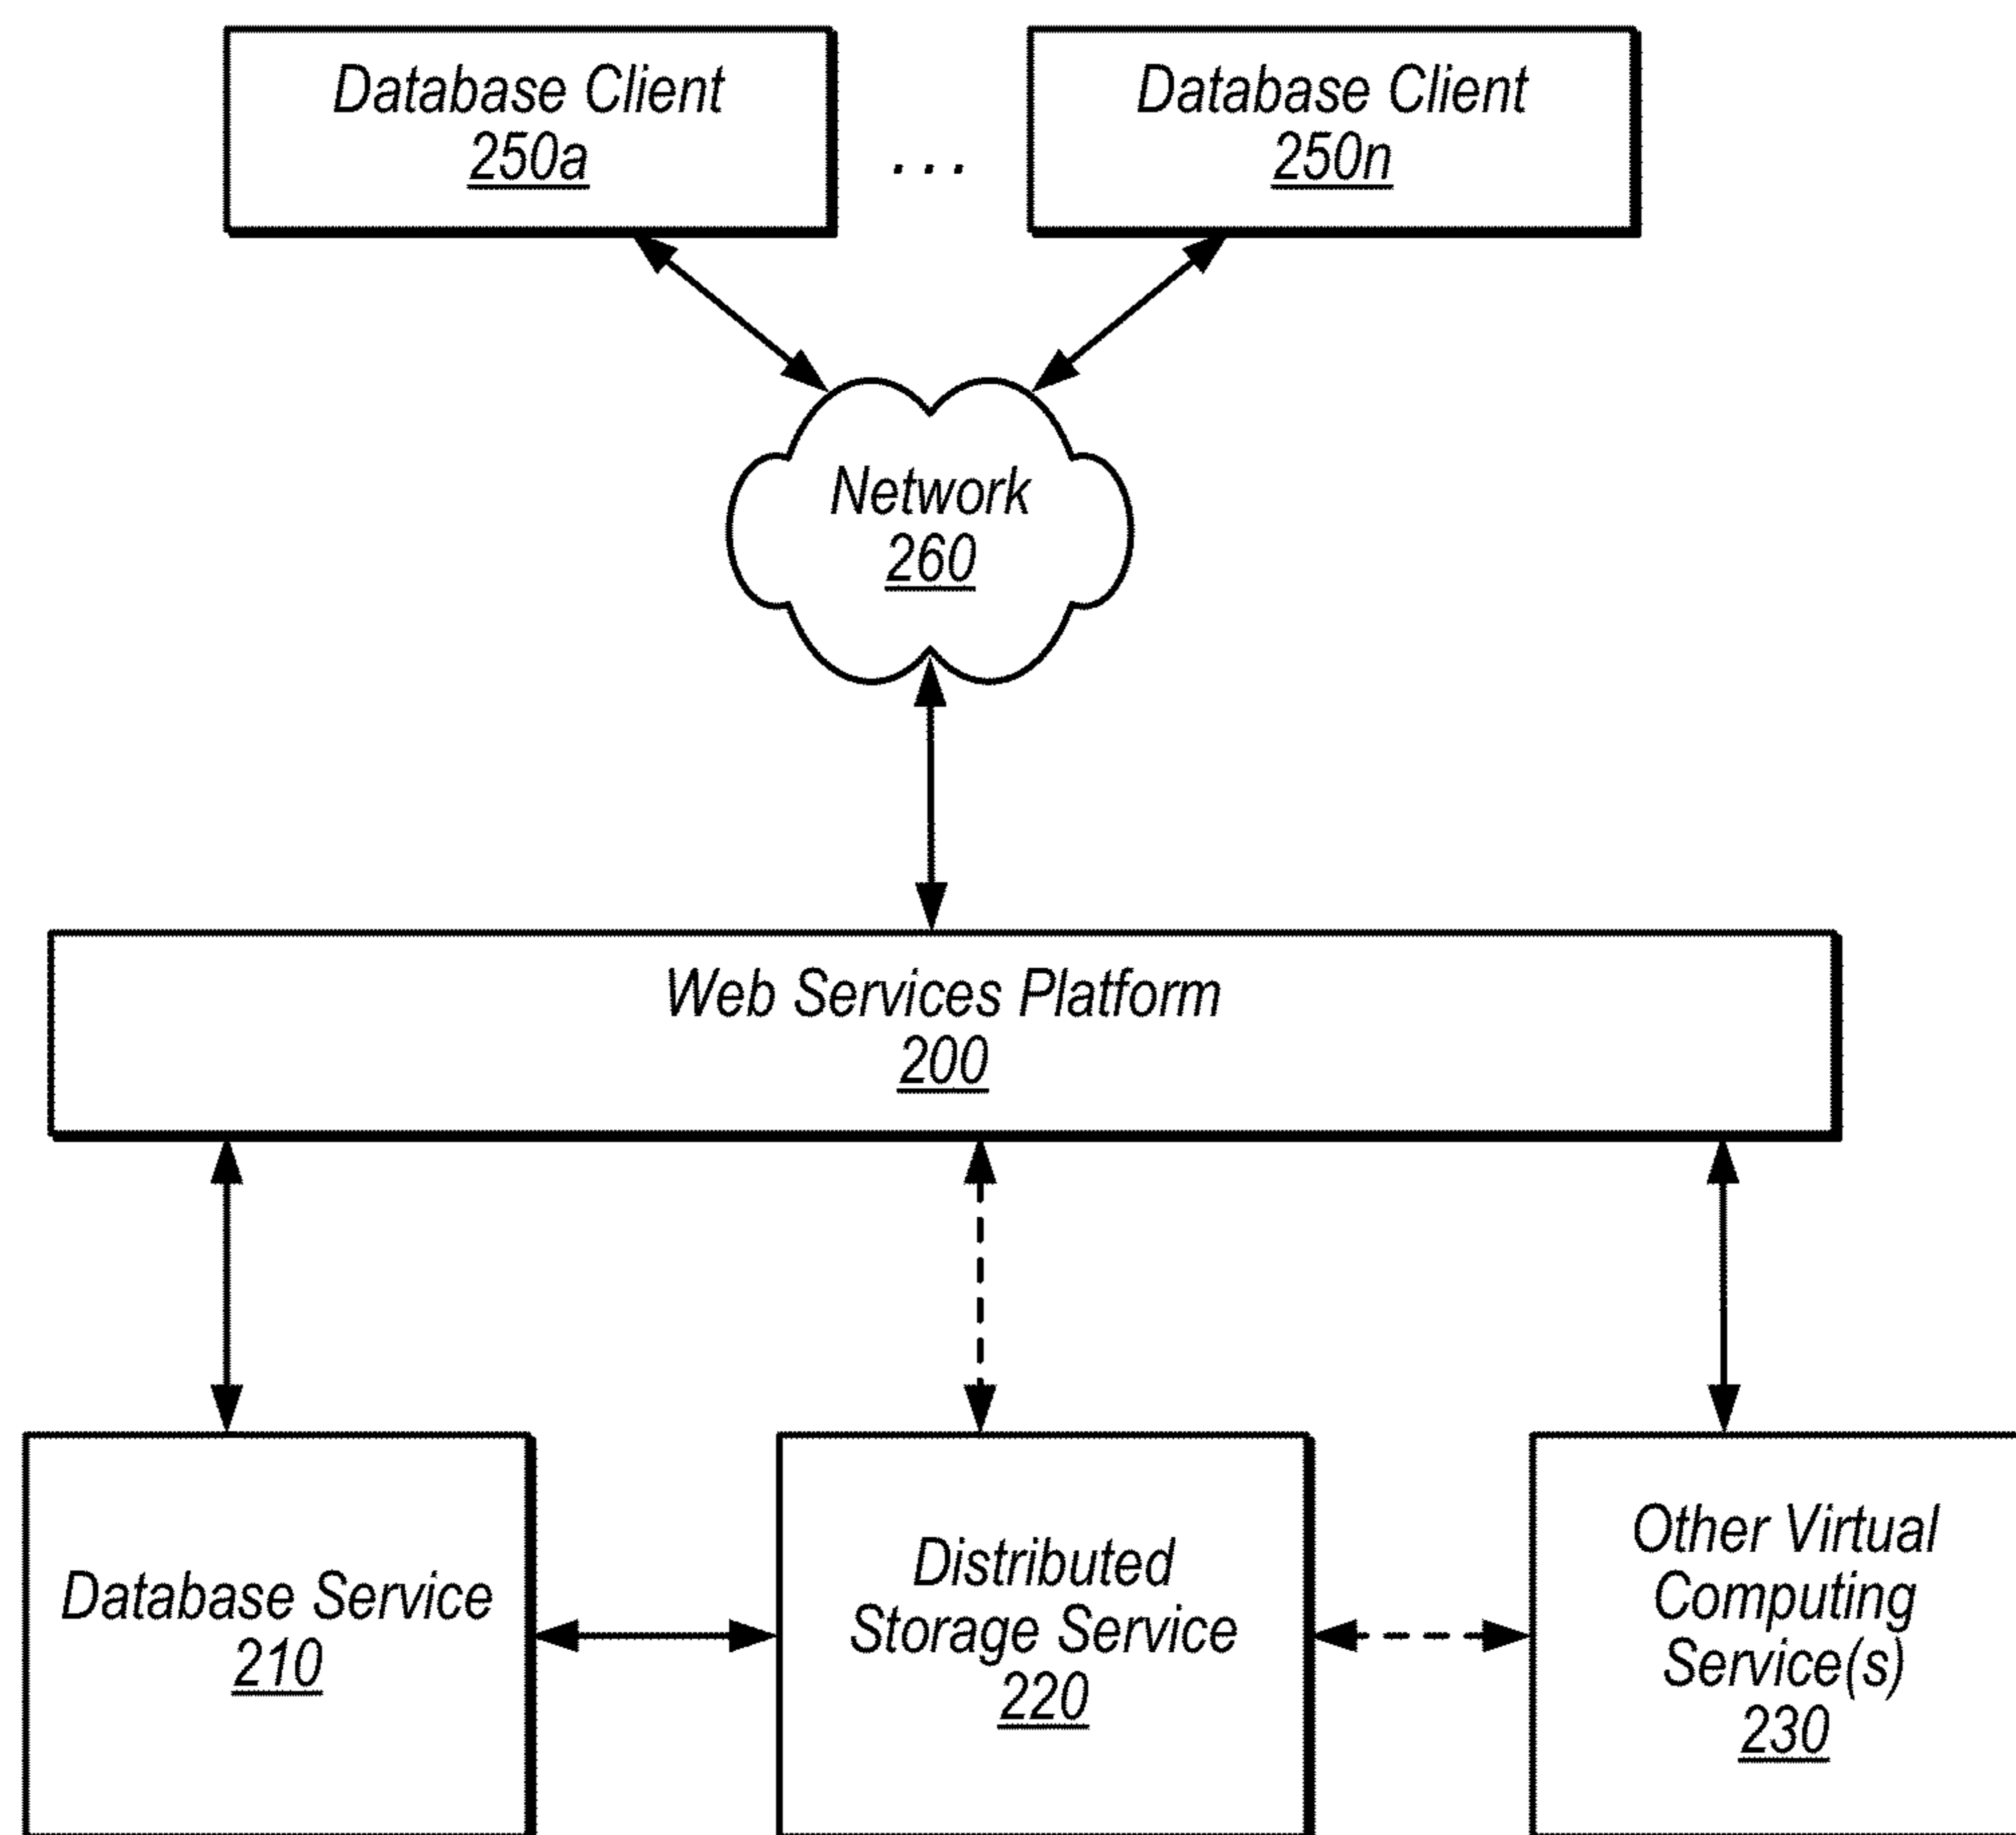 Database Client
250a
...
Database Client
250n
Network
260
Web Services Platform
200
Database Service
210
Distributed
Storage Service
220
Other Virtual
Computing
Service(s)
230